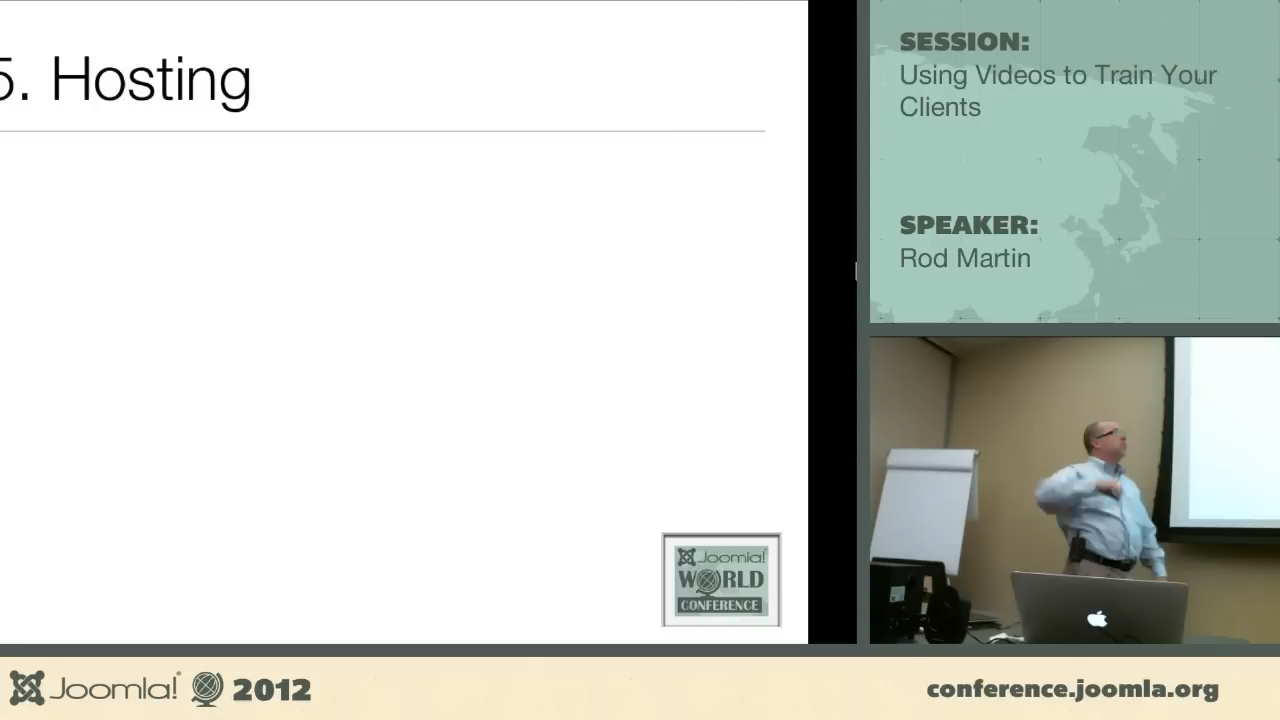 5. Hosting
Joomla!
WORLD
CONFERENCE
SESSION:
Using Videos to Train Your
Clients
SPEAKER:
Rod Martin
Joomla! 2012
conference.joomla.org